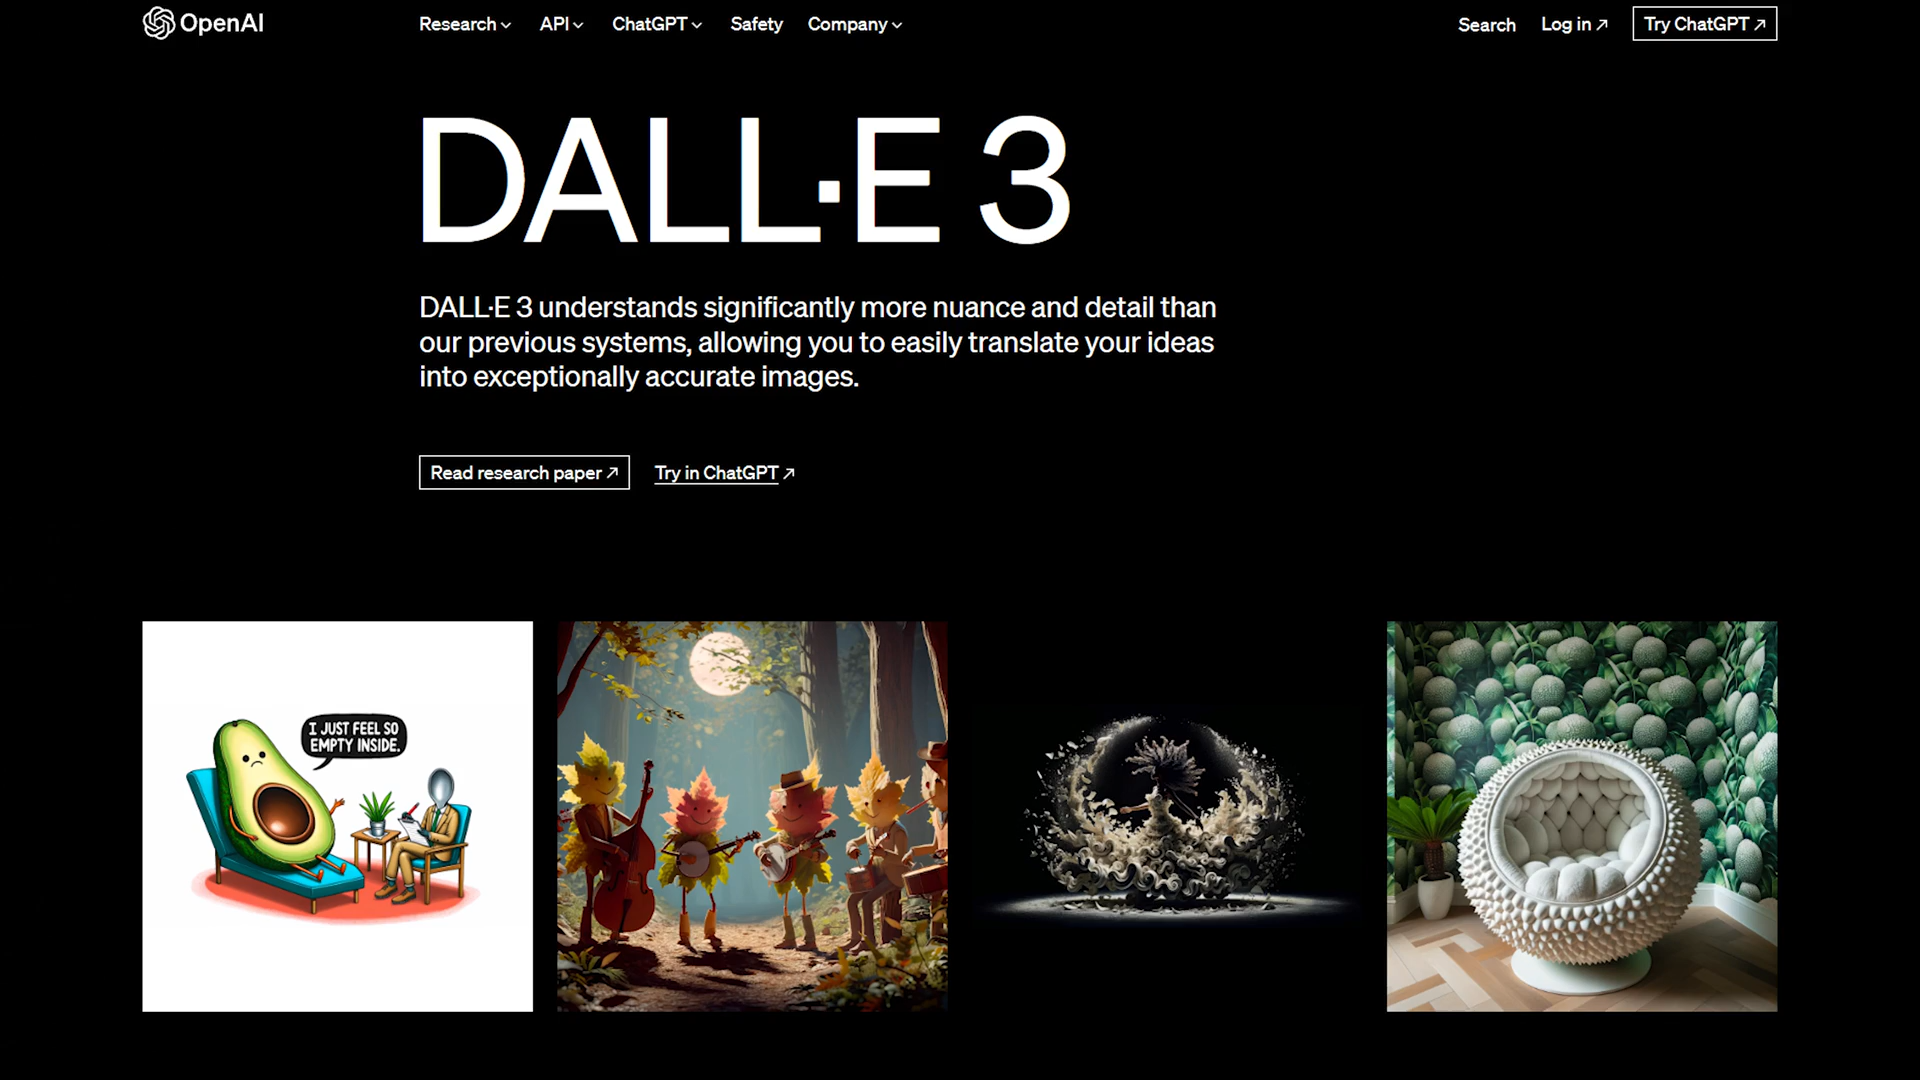 OpenAI
Research
API
ChatGPT
Safety
Company
Search
Log in ↗
Try ChatGPT ↗
DALL·E 3
DALL·E 3 understands significantly more nuance and detail than
our previous systems, allowing you to easily translate your ideas
into exceptionally accurate images.
Read research paper ↗
Try in ChatGPT ↗
I JUST FEEL SO
EMPTY INSIDE.